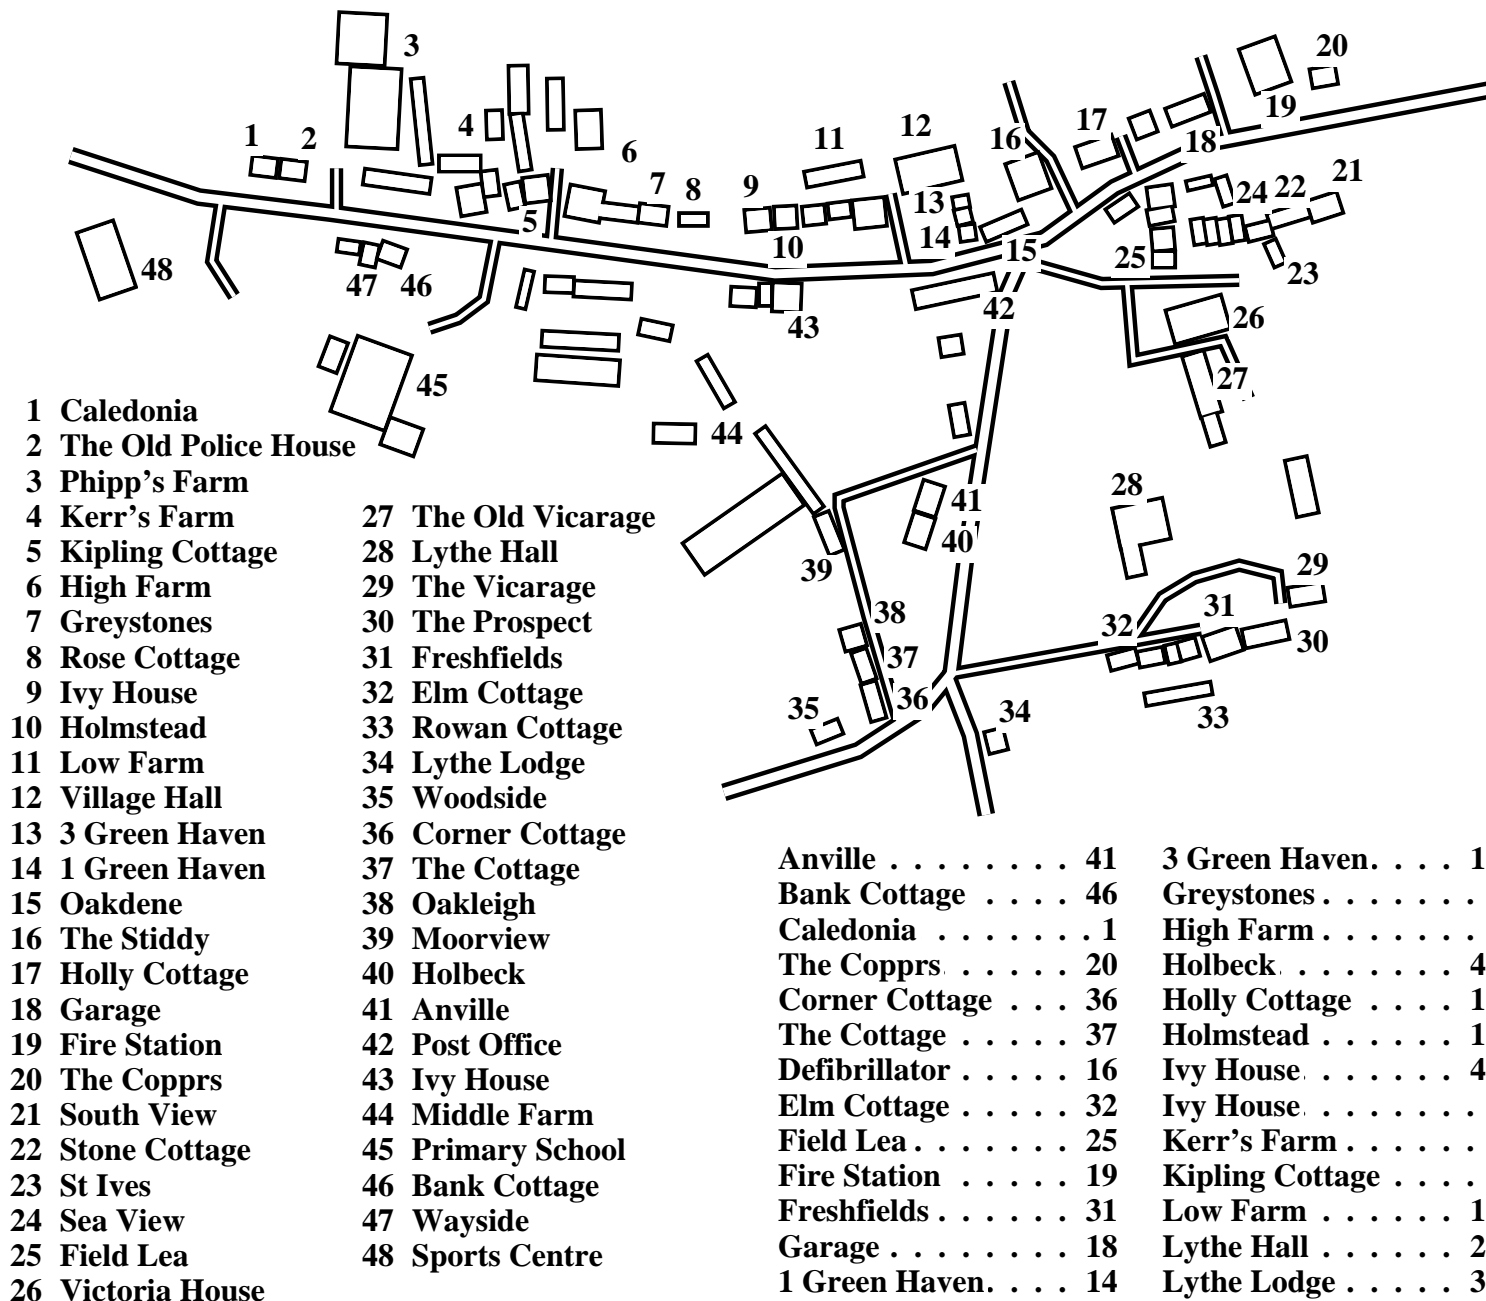 3
20
19
1
2
4
6
11
12
16
17
18
7
8
9
5
10
13
14
15
24
22
21
25
23
48
47
46
43
42
26
45
44
27
41
40
28
39
29
38
37
36
32
31
30
35
34
33
1 Caledonia
2 The Old Police House
3 Phipp's Farm
4 Kerr's Farm
5 Kipling Cottage
6 High Farm
7 Greystones
8 Rose Cottage
9 Ivy House
10 Holmstead
11 Low Farm
12 Village Hall
13 3 Green Haven
14 1 Green Haven
15 Oakdene
16 The Stiddy
17 Holly Cottage
18 Garage
19 Fire Station
20 The Copprs
21 South View
22 Stone Cottage
23 St Ives
24 Sea View
25 Field Lea
26 Victoria House
27 The Old Vicarage
28 Lythe Hall
29 The Vicarage
30 The Prospect
31 Freshfields
32 Elm Cottage
33 Rowan Cottage
34 Lythe Lodge
35 Woodside
36 Corner Cottage
37 The Cottage
38 Oakleigh
39 Moorview
40 Holbeck
41 Anville
42 Post Office
43 Ivy House
44 Middle Farm
45 Primary School
46 Bank Cottage
47 Wayside
48 Sports Centre
Anville . . . . . . . . 41
Bank Cottage . . . . 46
Caledonia . . . . . . . 1
The Copprs. . . . . . 20
Corner Cottage . . . 36
The Cottage . . . . . 37
Defibrillator . . . . . 16
Elm Cottage . . . . . 32
Field Lea . . . . . . . 25
Fire Station . . . . . 19
Freshfields . . . . . . 31
Garage . . . . . . . . 18
1 Green Haven. . . . 14
3 Green Haven. . . . 1
Greystones . . . . . . .
High Farm . . . . . . .
Holbeck. . . . . . . . 4
Holly Cottage . . . . 1
Holmstead . . . . . . 1
Ivy House. . . . . . . 4
Ivy House. . . . . . . .
Kerr's Farm . . . . . .
Kipling Cottage . . . .
Low Farm . . . . . . 1
Lythe Hall . . . . . . 2
Lythe Lodge . . . . . 3